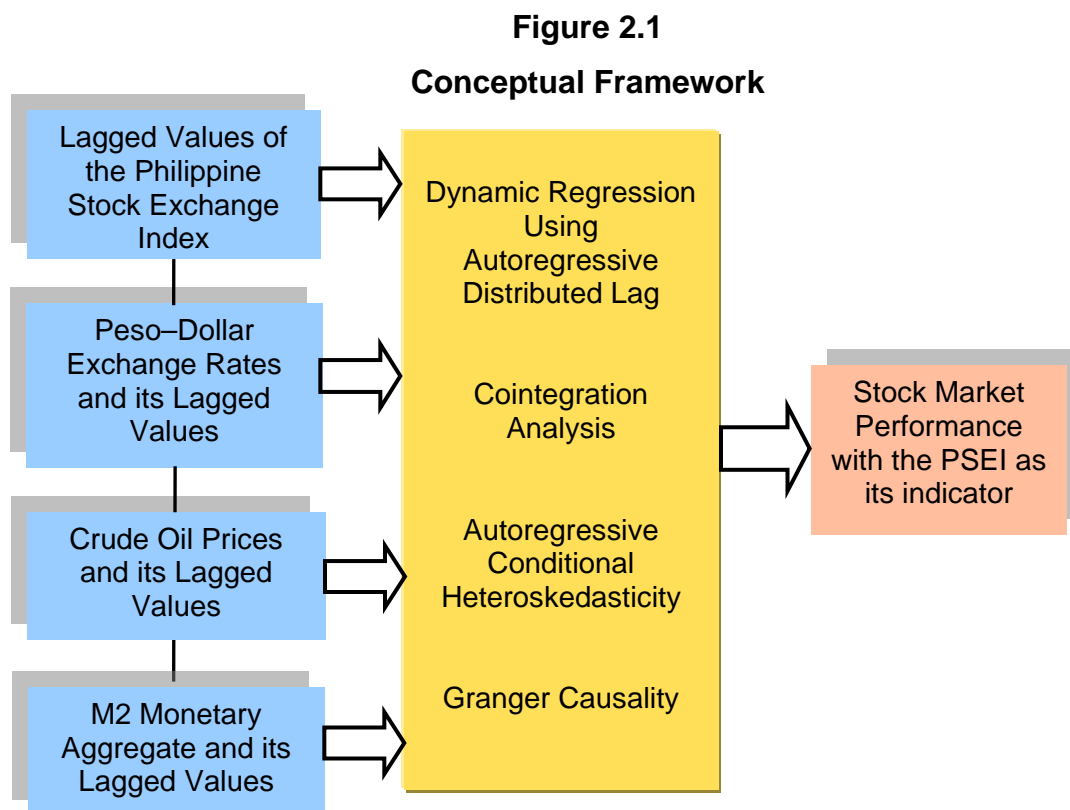 Figure 2.1
Conceptual Framework
Lagged Values of
the Philippine
Stock Exchange
Index
Peso–Dollar
Exchange Rates
and its Lagged
Values
Crude Oil Prices
and its Lagged
Values
M2 Monetary
Aggregate and its
Lagged Values
Dynamic Regression
Using
Autoregressive
Distributed Lag
Cointegration
Analysis
Autoregressive
Conditional
Heteroskedasticity
Granger Causality
Stock Market
Performance
with the PSEI as
its indicator